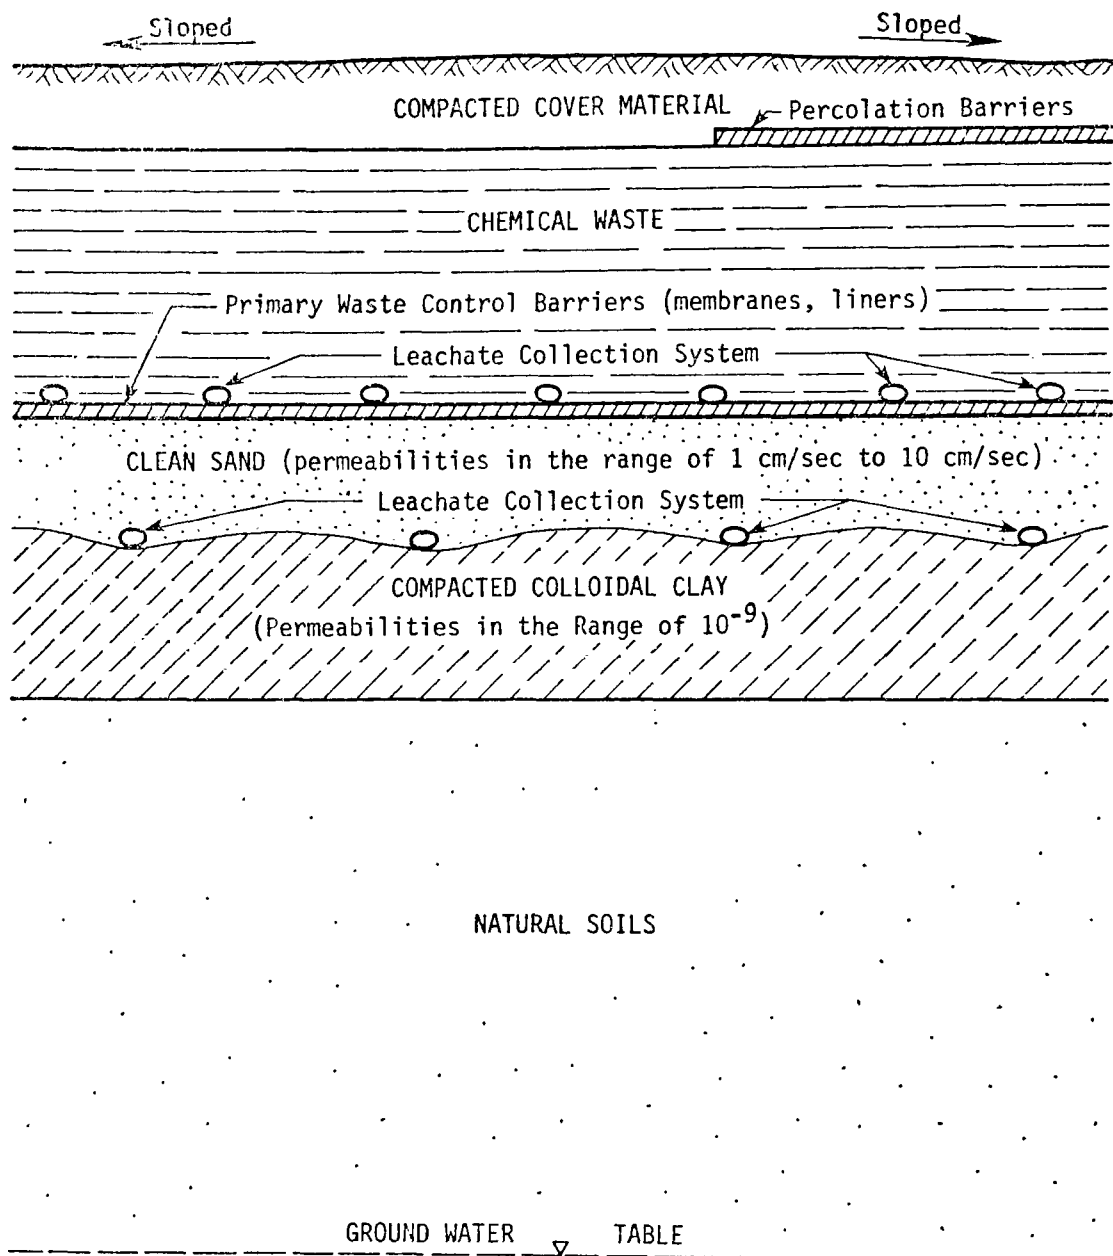 Sloped
Sloped
COMPACTED COVER MATERIAL
Percolation Barriers
CHEMICAL WASTE
Primary Waste Control Barriers (membranes, liners)
Leachate Collection System
CLEAN SAND (permeabilities in the range of 1 cm/sec to 10 cm/sec)
Leachate Collection System
COMPACTED COLLOIDAL CLAY
(Permeabilities in the Range of 10⁻⁹)
NATURAL SOILS
GROUND WATER TABLE